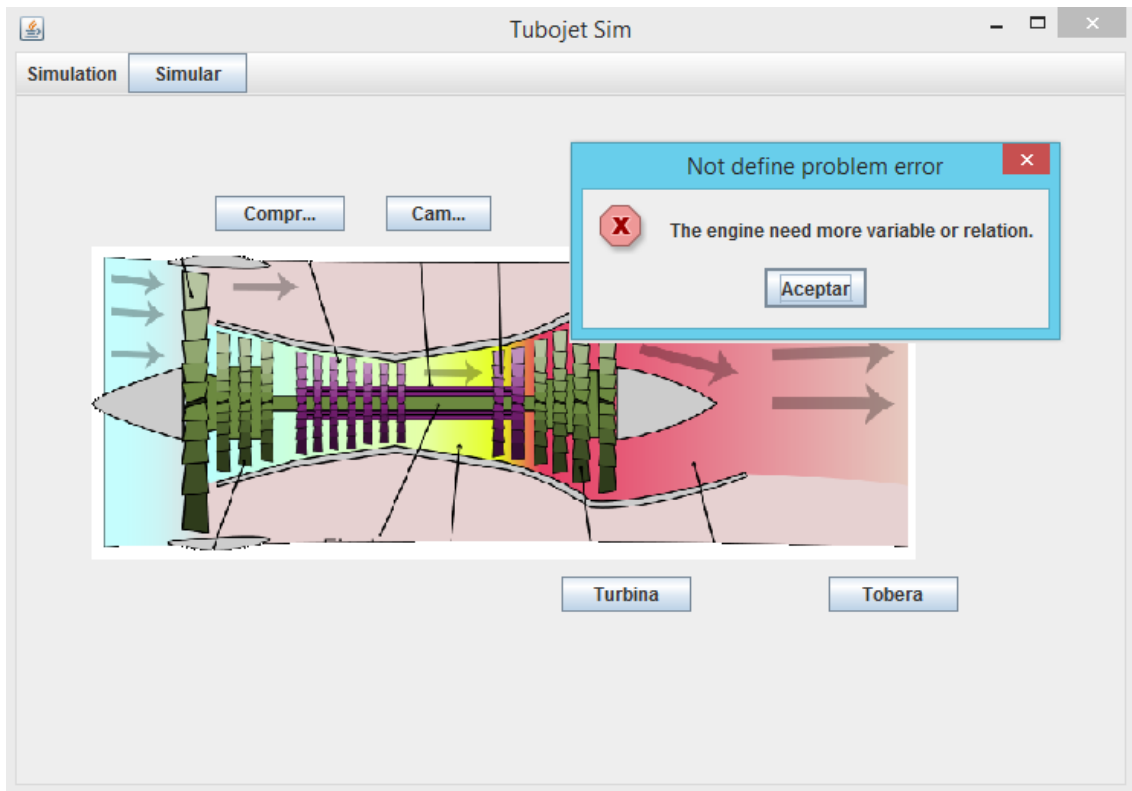 Tubojet Sim
Simulation Simular
Not define problem error
The engine need more variable or relation.
Aceptar
Compr... Cam...
Turbina Tobera